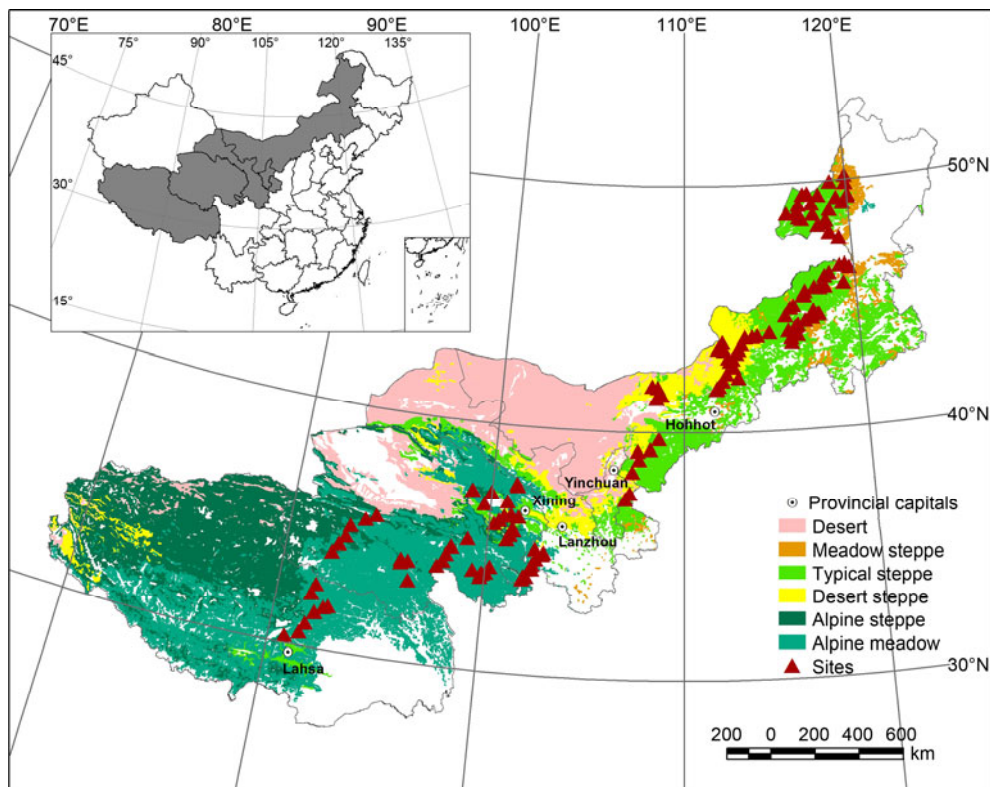 70°E 80°E 90°E 100°E 110°E 120°E
75° 90° 105° 120° 135°
45°
30°
15°
50°N
40°N
30°N
Hohhot
Yinchuan
Xining
Lanzhou
Lahsa
Provincial capitals
Desert
Meadow steppe
Typical steppe
Desert steppe
Alpine steppe
Alpine meadow
Sites
200 0 200 400 600
km